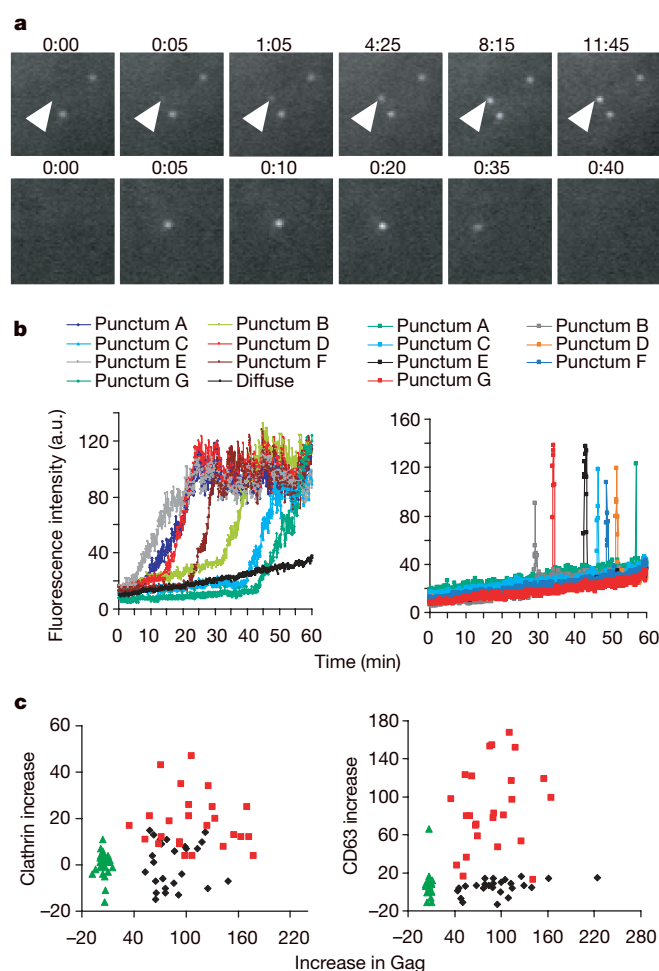 a
0:00 0:05 1:05 4:25 8:15 11:45
0:00 0:05 0:10 0:20 0:35 0:40
b
Punctum A Punctum B
Punctum C Punctum D
Punctum E Punctum F
Punctum G Diffuse
Punctum A Punctum B
Punctum C Punctum D
Punctum E Punctum F
Punctum G
Fluorescence intensity (a.u.)
120
80
40
0
0 10 20 30 40 50 60
160
120
80
40
0
0 10 20 30 40 50 60
Time (min)
c
Clathrin increase
60
40
20
0
−20
−20 40 100 160 220
CD63 increase
180
140
100
60
20
−20
−20 40 100 160 220 280
Increase in Gag